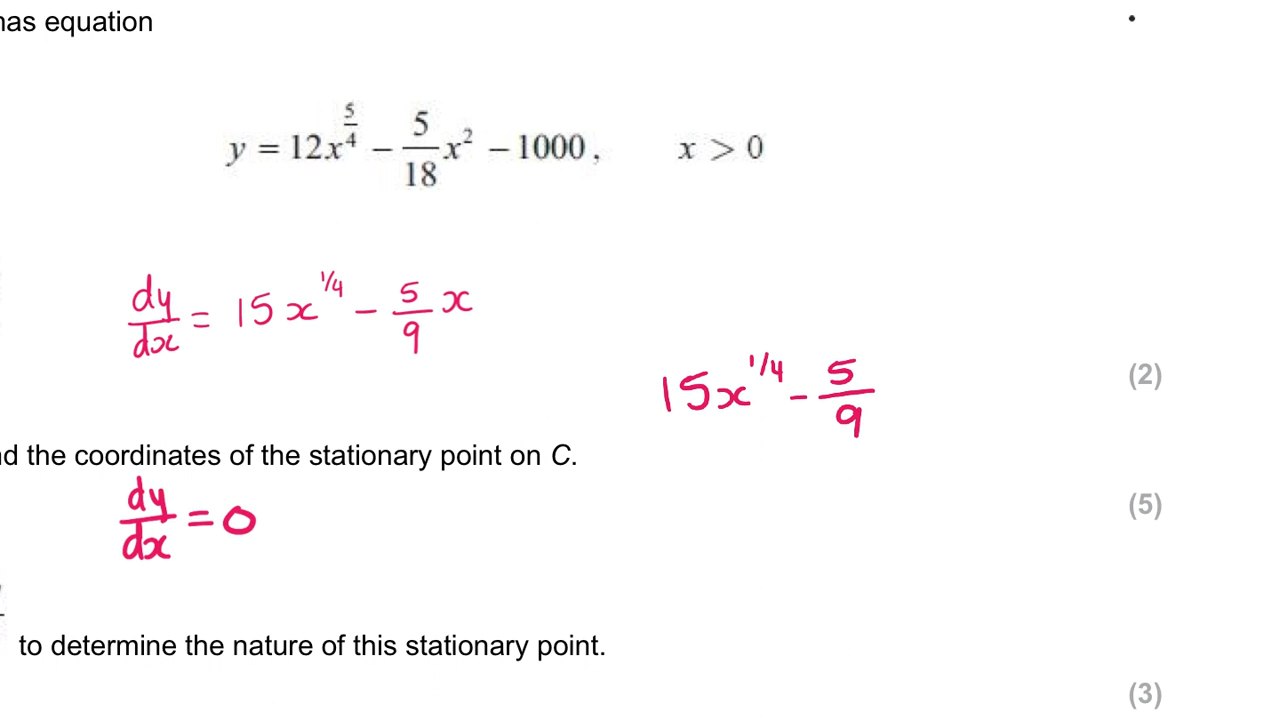 has equation
y = 12x^{5/4} − 5/18 x² − 1000, x > 0
dy/dx = 15x^{1/4} − 5/9 x
15x^{1/4} − 5/9
(2)
the coordinates of the stationary point on C.
dy/dx = 0
(5)
to determine the nature of this stationary point.
(3)